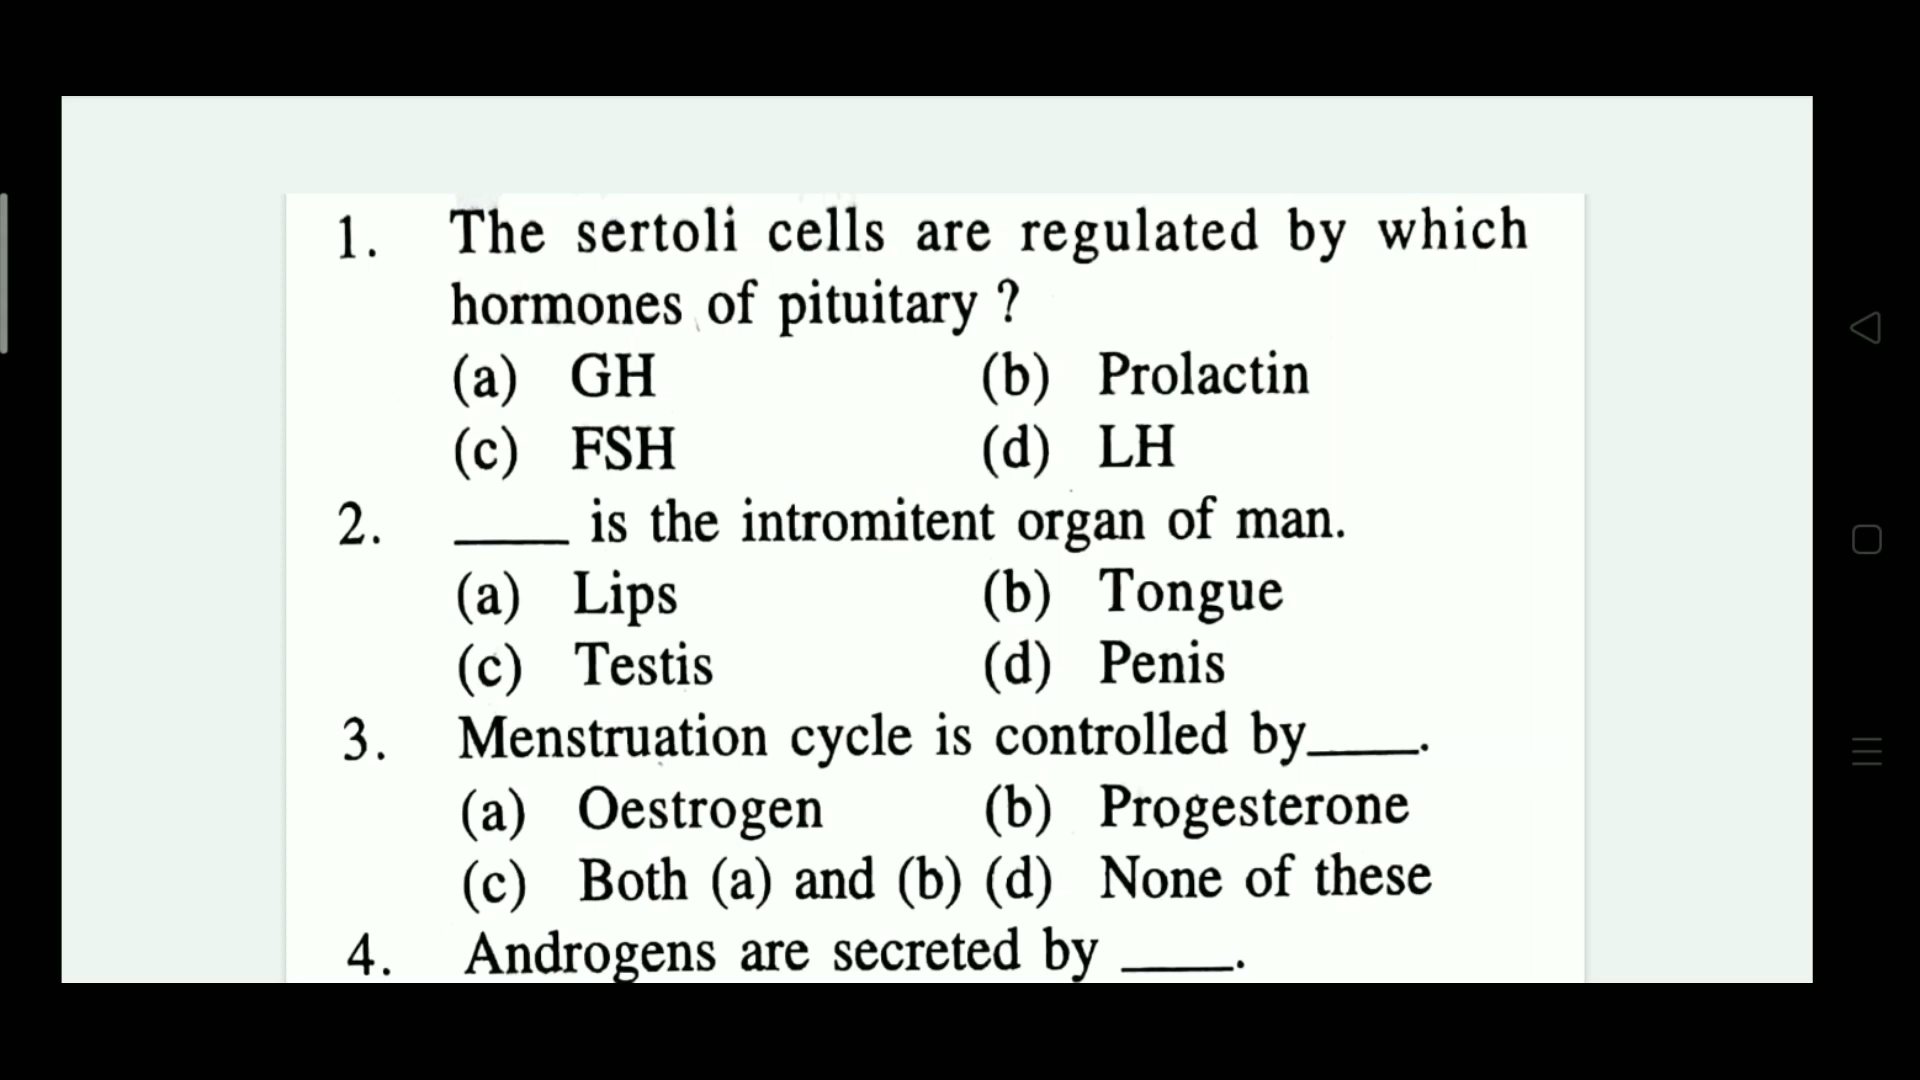 1. The sertoli cells are regulated by which
hormones of pituitary ?
(a) GH (b) Prolactin
(c) FSH (d) LH
2. ____ is the intromitent organ of man.
(a) Lips (b) Tongue
(c) Testis (d) Penis
3. Menstruation cycle is controlled by____.
(a) Oestrogen (b) Progesterone
(c) Both (a) and (b) (d) None of these
4. Androgens are secreted by ____.